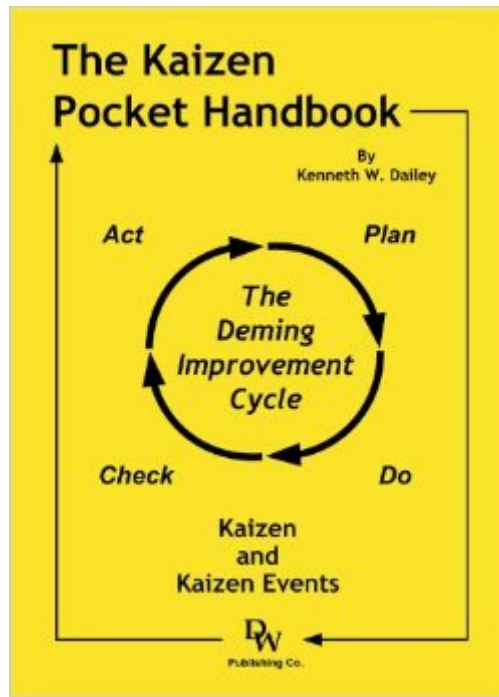 The Kaizen
Pocket Handbook
By
Kenneth W. Dailey
Act
Plan
The
Deming
Improvement
Cycle
Check
Do
Kaizen
and
Kaizen Events
DW
Publishing Co.